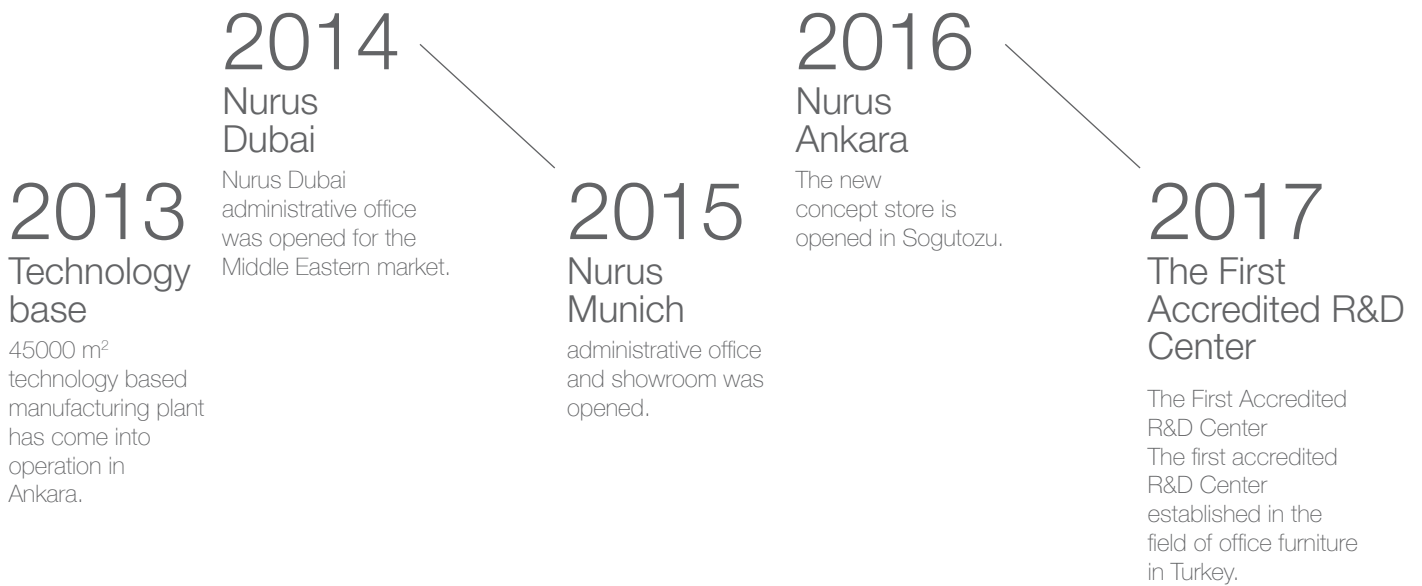 2013
Technology
base
45000 m²
technology based
manufacturing plant
has come into
operation in
Ankara.
2014
Nurus
Dubai
Nurus Dubai
administrative office
was opened for the
Middle Eastern market.
2015
Nurus
Munich
administrative office
and showroom was
opened.
2016
Nurus
Ankara
The new
concept store is
opened in Sogutozu.
2017
The First
Accredited R&D
Center
The First Accredited
R&D Center
The first accredited
R&D Center
established in the
field of office furniture
in Turkey.